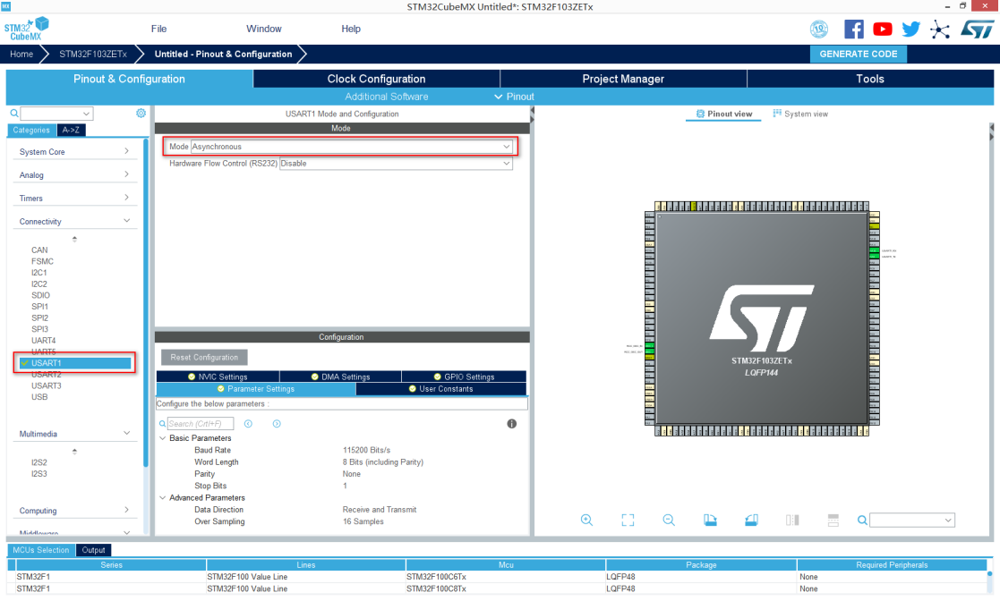 MX STM32CubeMX Untitled*: STM32F103ZETx
STM32 CubeMX File Window Help
Home STM32F103ZETx Untitled - Pinout & Configuration GENERATE CODE
Pinout & Configuration Clock Configuration Project Manager Tools
Additional Software Pinout
Categories A->Z
System Core
Analog
Timers
Connectivity
CAN
FSMC
I2C1
I2C2
SDIO
SPI1
SPI2
SPI3
UART4
UART5
USART1
USART2
USART3
USB
Multimedia
I2S2
I2S3
Computing
Middleware
USART1 Mode and Configuration
Mode
Mode Asynchronous
Hardware Flow Control (RS232) Disable
Configuration
Reset Configuration
NVIC Settings DMA Settings GPIO Settings
Parameter Settings User Constants
Configure the below parameters :
Search (Crtl+F)
Basic Parameters
Baud Rate 115200 Bits/s
Word Length 8 Bits (including Parity)
Parity None
Stop Bits 1
Advanced Parameters
Data Direction Receive and Transmit
Over Sampling 16 Samples
Pinout view System view
STM32F103ZETx
LQFP144
MCUs Selection Output
Series Lines Mcu Package Required Peripherals
STM32F1 STM32F100 Value Line STM32F100C6Tx LQFP48 None
STM32F1 STM32F100 Value Line STM32F100C8Tx LQFP48 None